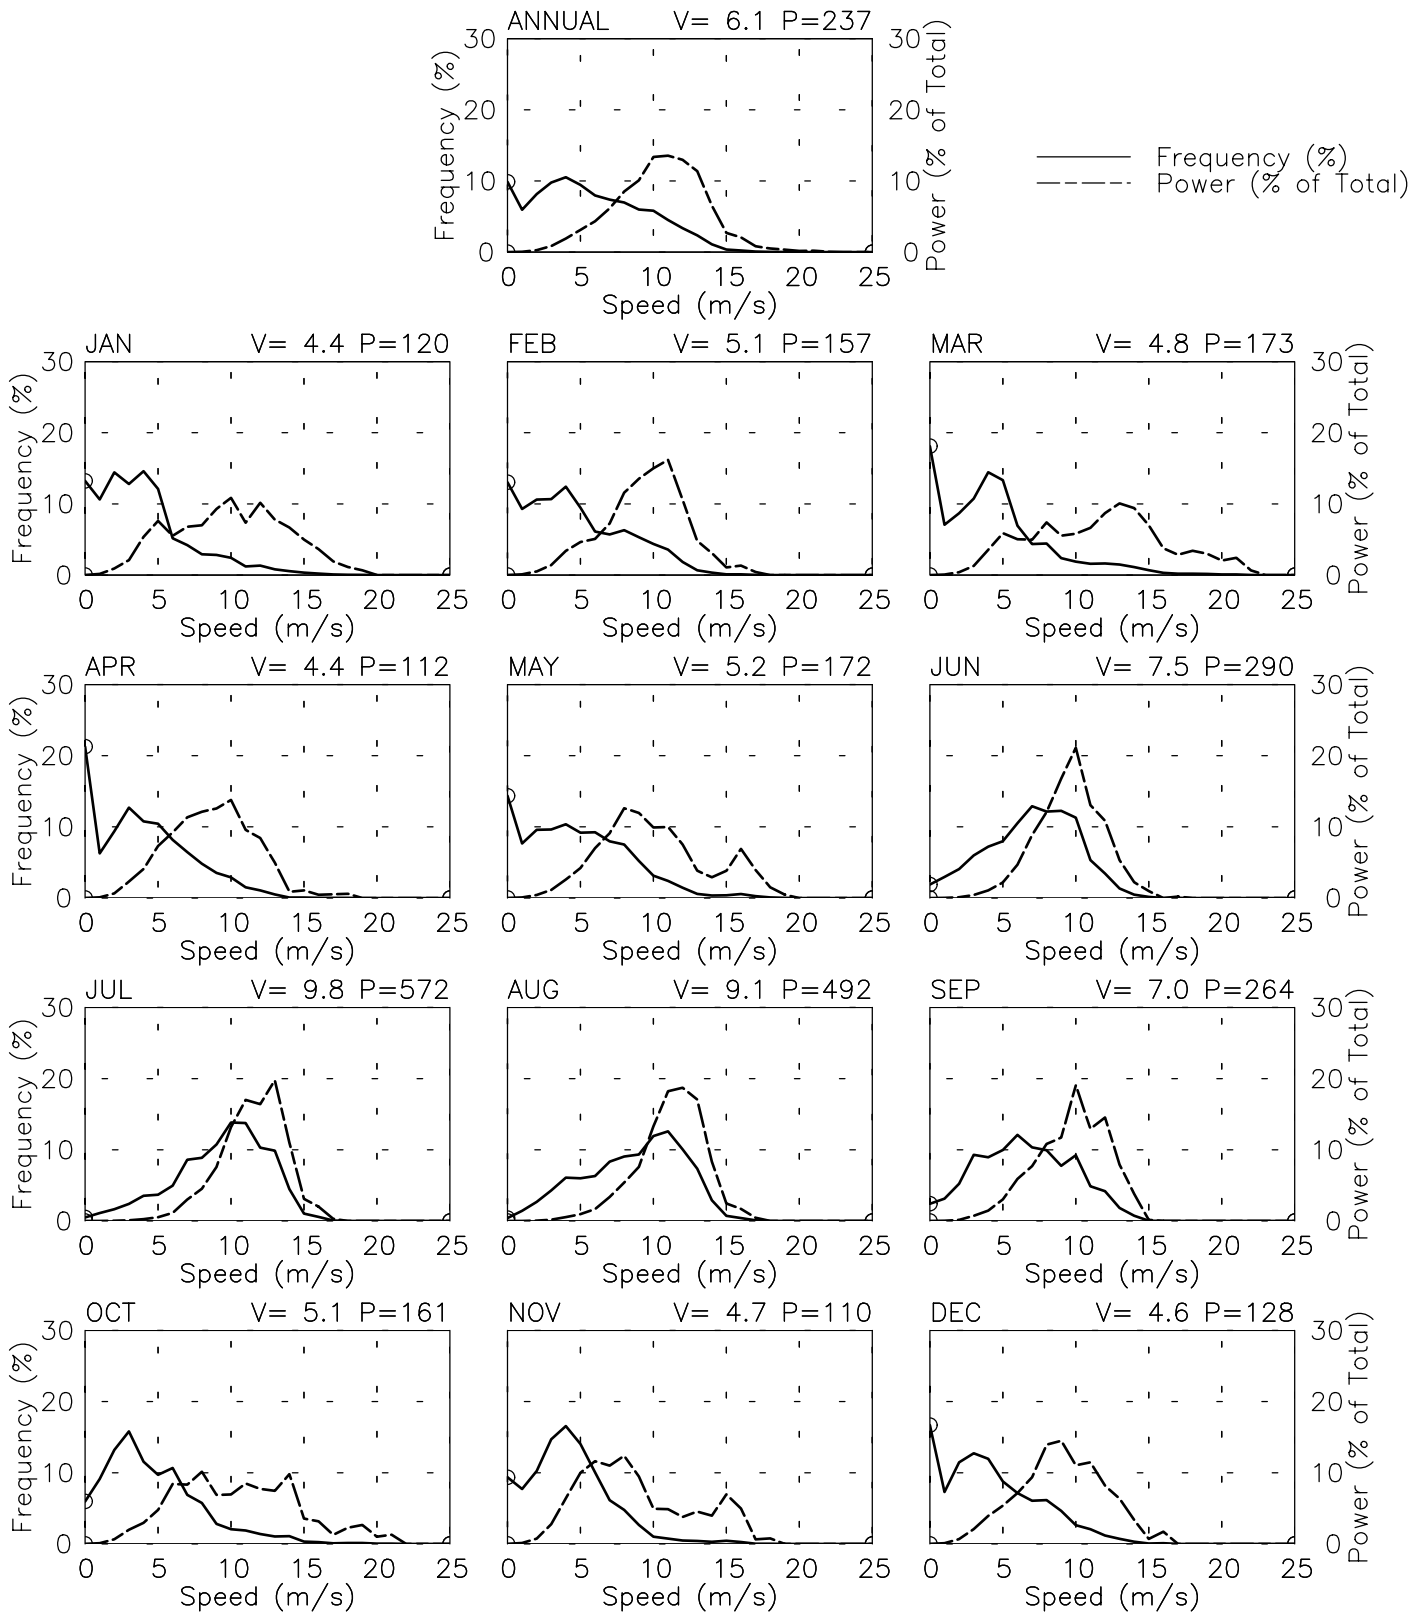 ANNUAL V= 6.1 P=237
30 30
20 20
10 10
0 0
Frequency (%)
Power (% of Total)
0 5 10 15 20 25
Speed (m/s)
Frequency (%)
Power (% of Total)
JAN V= 4.4 P=120
FEB V= 5.1 P=157
MAR V= 4.8 P=173
30 30 30 30
20 20 20 20
10 10 10 10
0 0 0 0
Frequency (%)
Power (% of Total)
0 5 10 15 20 25
0 5 10 15 20 25
0 5 10 15 20 25
Speed (m/s)
Speed (m/s)
Speed (m/s)
APR V= 4.4 P=112
MAY V= 5.2 P=172
JUN V= 7.5 P=290
30 30
20 20
10 10
0 0
Frequency (%)
Power (% of Total)
0 5 10 15 20 25
0 5 10 15 20 25
0 5 10 15 20 25
Speed (m/s)
Speed (m/s)
Speed (m/s)
JUL V= 9.8 P=572
AUG V= 9.1 P=492
SEP V= 7.0 P=264
30 30
20 20
10 10
0 0
Frequency (%)
Power (% of Total)
0 5 10 15 20 25
0 5 10 15 20 25
0 5 10 15 20 25
Speed (m/s)
Speed (m/s)
Speed (m/s)
OCT V= 5.1 P=161
NOV V= 4.7 P=110
DEC V= 4.6 P=128
30 30
20 20
10 10
0 0
Frequency (%)
Power (% of Total)
0 5 10 15 20 25
0 5 10 15 20 25
0 5 10 15 20 25
Speed (m/s)
Speed (m/s)
Speed (m/s)